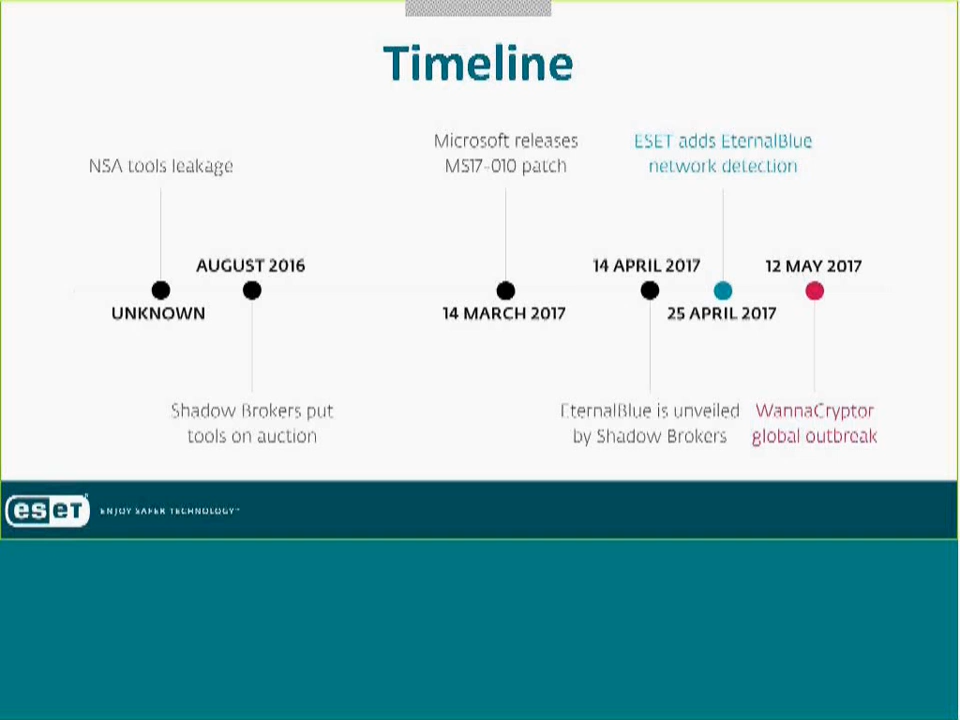 Timeline
NSA tools leakage
UNKNOWN
AUGUST 2016
Shadow Brokers put
tools on auction
Microsoft releases
MS17-010 patch
14 MARCH 2017
14 APRIL 2017
EternalBlue is unveiled
by Shadow Brokers
ESET adds EternalBlue
network detection
25 APRIL 2017
12 MAY 2017
WannaCryptor
global outbreak
eset ENJOY SAFER TECHNOLOGY™